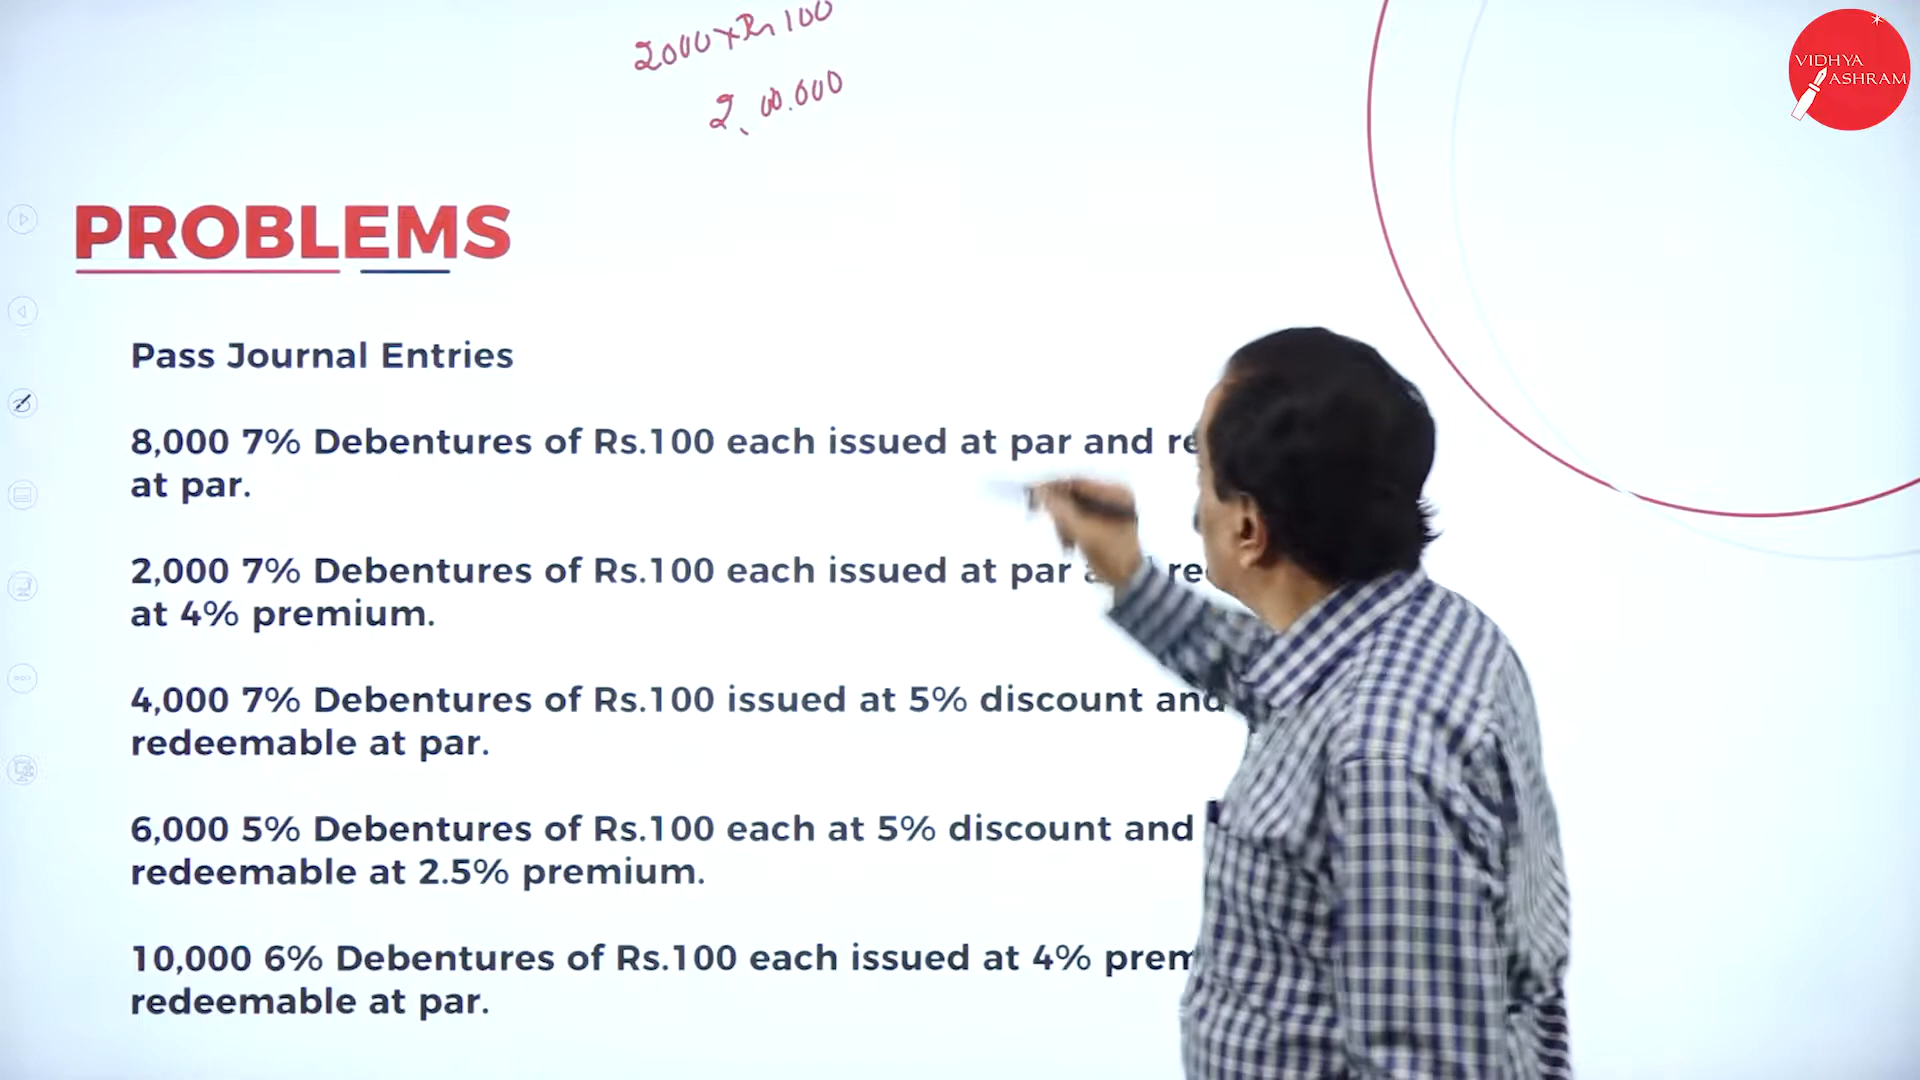 2000 x Rs 100
2,00,000
VIDHYA
ASHRAM
PROBLEMS
Pass Journal Entries
8,000 7% Debentures of Rs.100 each issued at par and re
at par.
2,000 7% Debentures of Rs.100 each issued at par a re
at 4% premium.
4,000 7% Debentures of Rs.100 issued at 5% discount and
redeemable at par.
6,000 5% Debentures of Rs.100 each at 5% discount and
redeemable at 2.5% premium.
10,000 6% Debentures of Rs.100 each issued at 4% prem
redeemable at par.